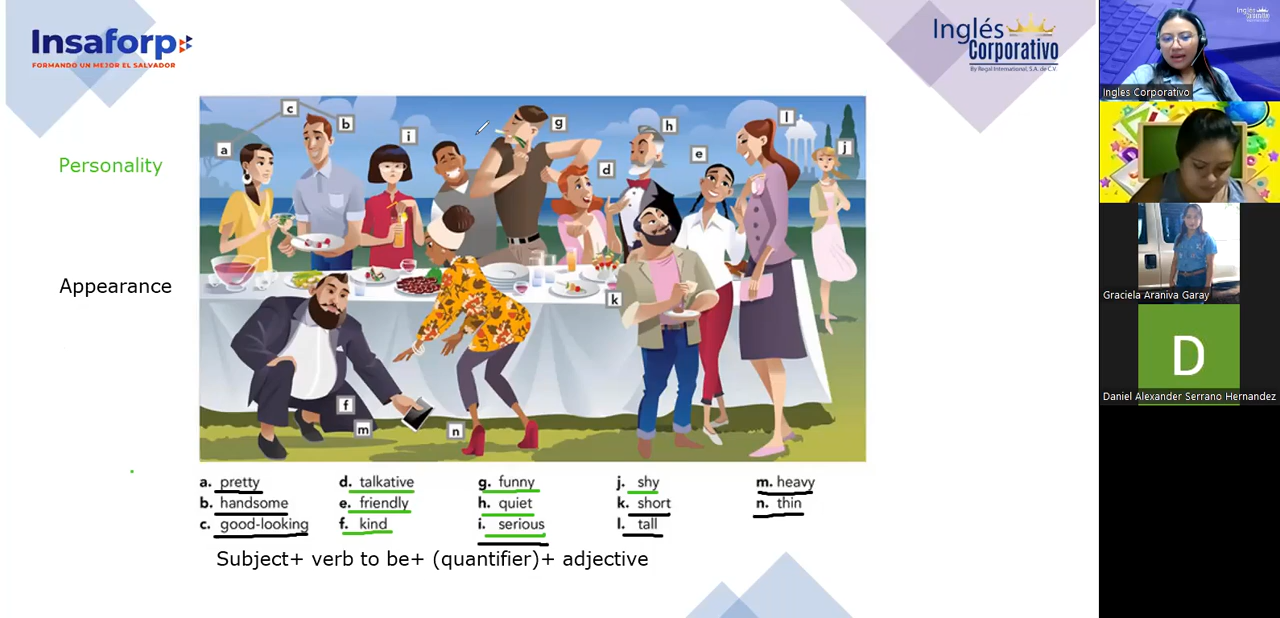 Insaforp
FORMANDO UN MEJOR EL SALVADOR
Inglés
Corporativo
By Regal International, S.A. de C.V.
Personality
Appearance
c
b
a
i
g
h
d
e
l
j
k
f
m
n
a. pretty
b. handsome
c. good-looking
d. talkative
e. friendly
f. kind
g. funny
h. quiet
i. serious
j. shy
k. short
l. tall
m. heavy
n. thin
Subject+ verb to be+ (quantifier)+ adjective
Inglés
Ingles Corporativo
Graciela Araniva Garay
D
Daniel Alexander Serrano Hernandez